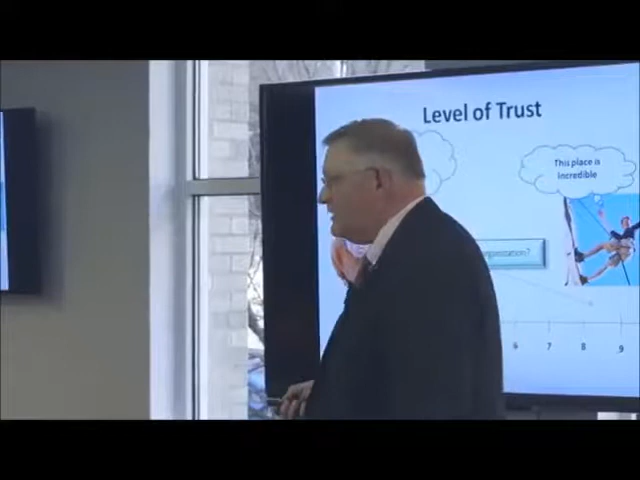 Level of Trust
This place is
incredible
organization?
6 7 8 9